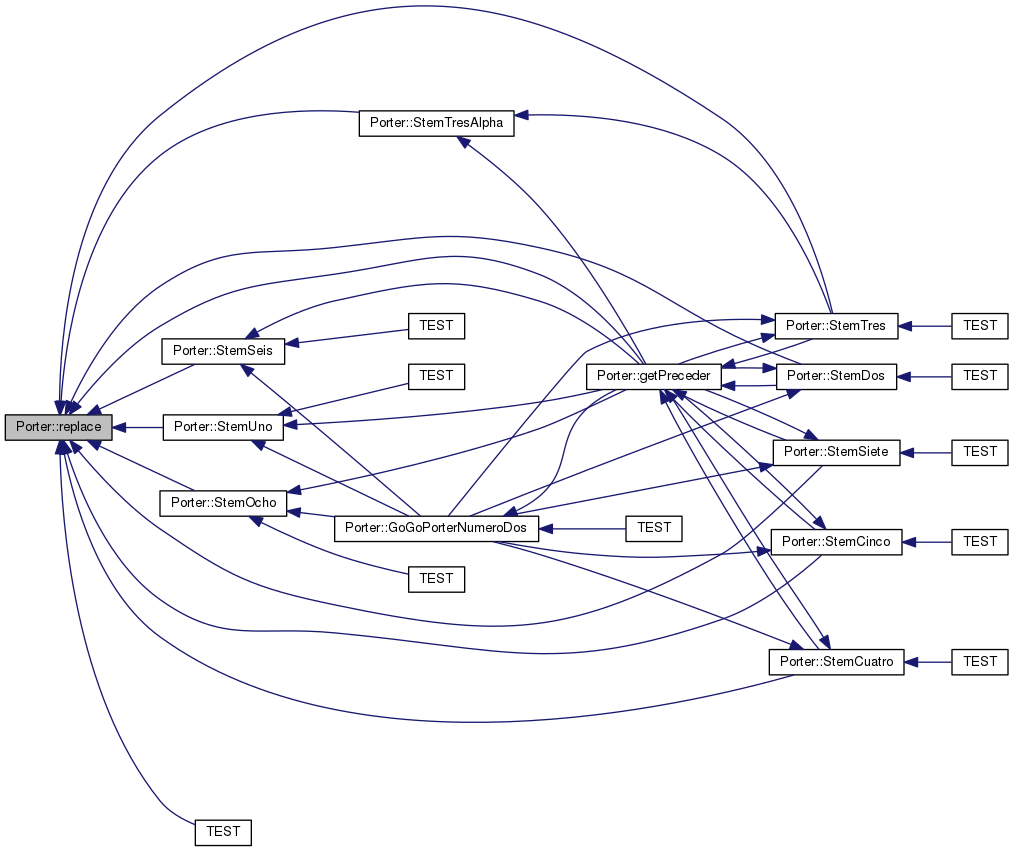 Porter::StemTresAlpha
Porter::StemTres
TEST
TEST
Porter::StemSeis
Porter::getPreceder
TEST
Porter::StemDos
TEST
Porter::replace
Porter::StemUno
Porter::StemSiete
TEST
Porter::StemOcho
Porter::GoGoPorterNumeroDos
TEST
Porter::StemCinco
TEST
TEST
Porter::StemCuatro
TEST
TEST